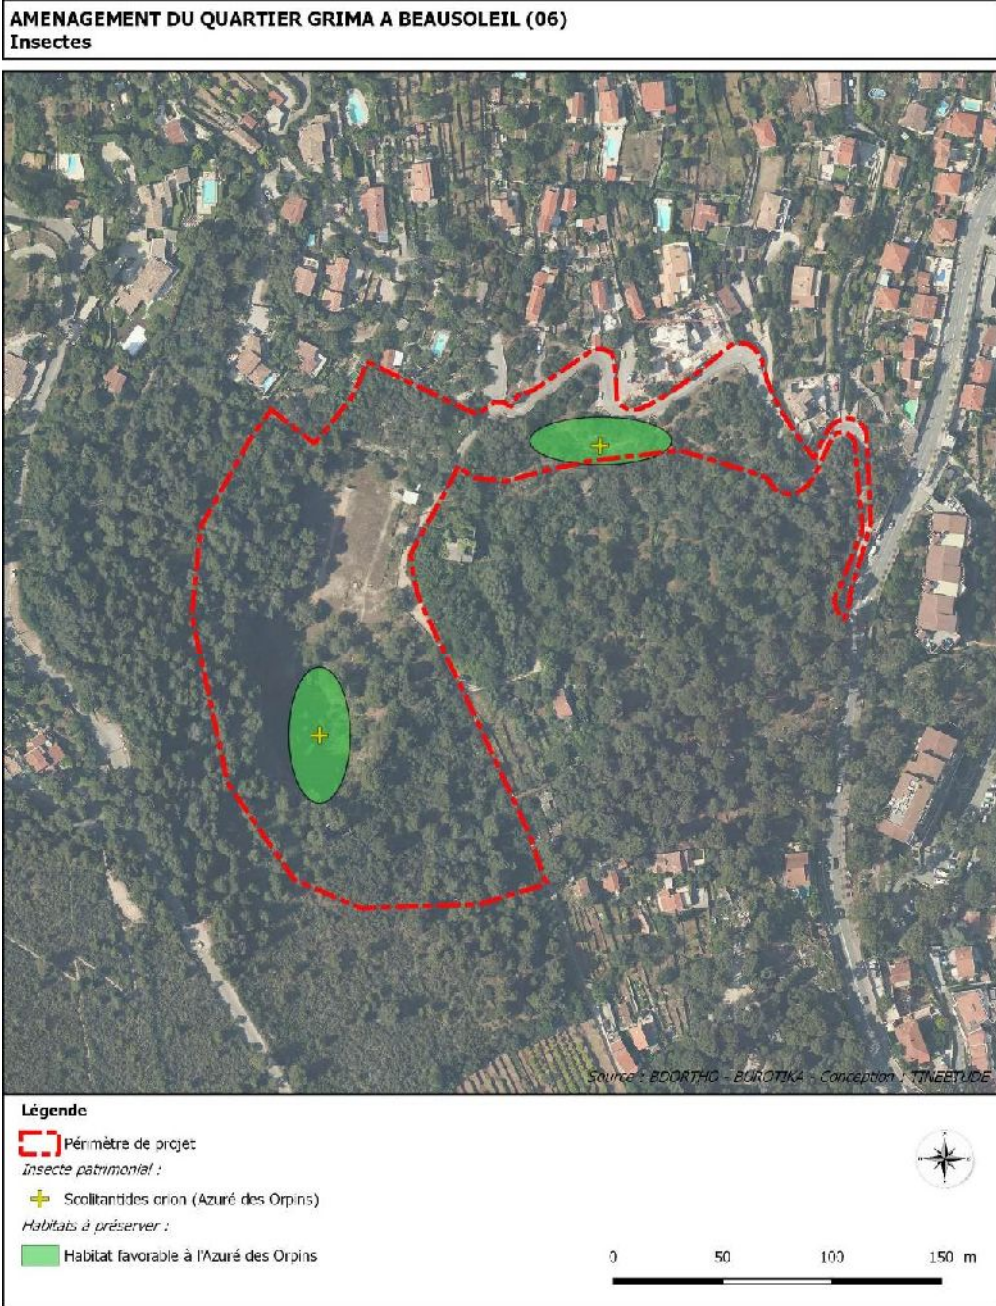 AMENAGEMENT DU QUARTIER GRIMA A BEAUSOLEIL (06)
Insectes
Source : BDORTHO - BUROTIKA - Conception : TINEETUDE
Légende
Périmètre de projet
Insecte patrimonial :
Scolitantides orion (Azuré des Orpins)
Habitats à préserver :
Habitat favorable à l'Azuré des Orpins
0 50 100 150 m